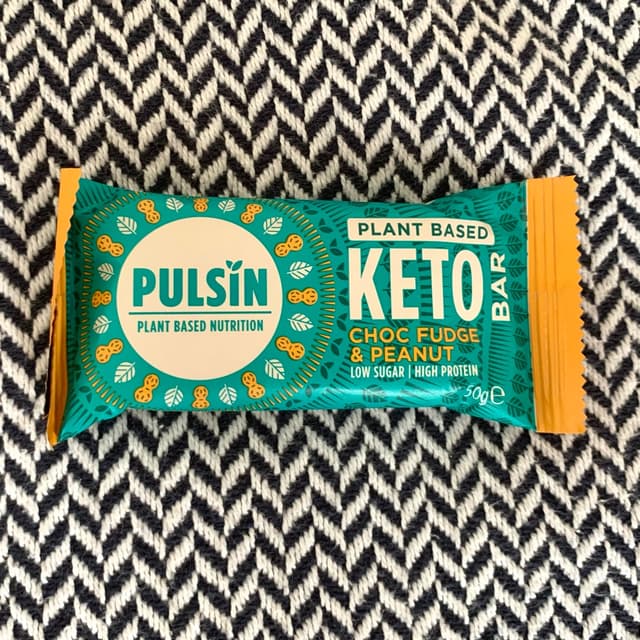 PULSiN
PLANT BASED NUTRITION
PLANT BASED
KETO
BAR
CHOC FUDGE
& PEANUT
LOW SUGAR | HIGH PROTEIN
50g℮